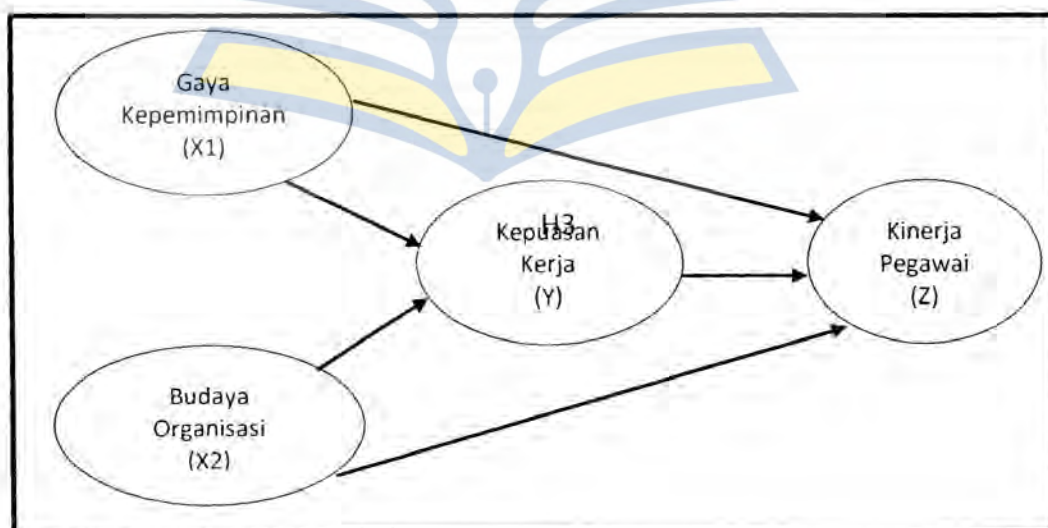 Gaya
Kepemimpinan
(X1)
H3
Kepuasan
Kerja
(Y)
Kinerja
Pegawai
(Z)
Budaya
Organisasi
(X2)